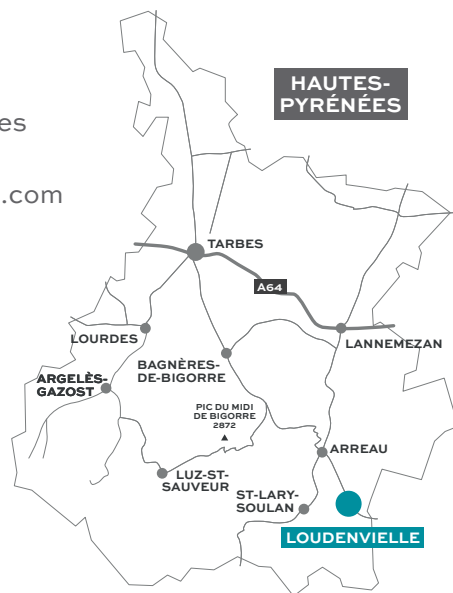 HAUTES-
PYRÉNÉES
es
.com
TARBES
A64
LOURDES
LANNEMEZAN
BAGNÈRES-
DE-BIGORRE
ARGELÈS-
GAZOST
PIC DU MIDI
DE BIGORRE
2872
ARREAU
LUZ-ST-
SAUVEUR
ST-LARY-
SOULAN
LOUDENVIELLE